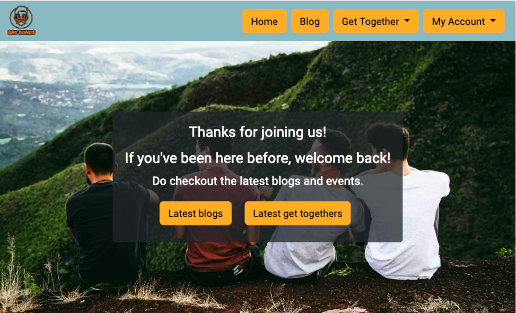 Home
Blog
Get Together
My Account
Thanks for joining us!
If you've been here before, welcome back!
Do checkout the latest blogs and events.
Latest blogs
Latest get togethers